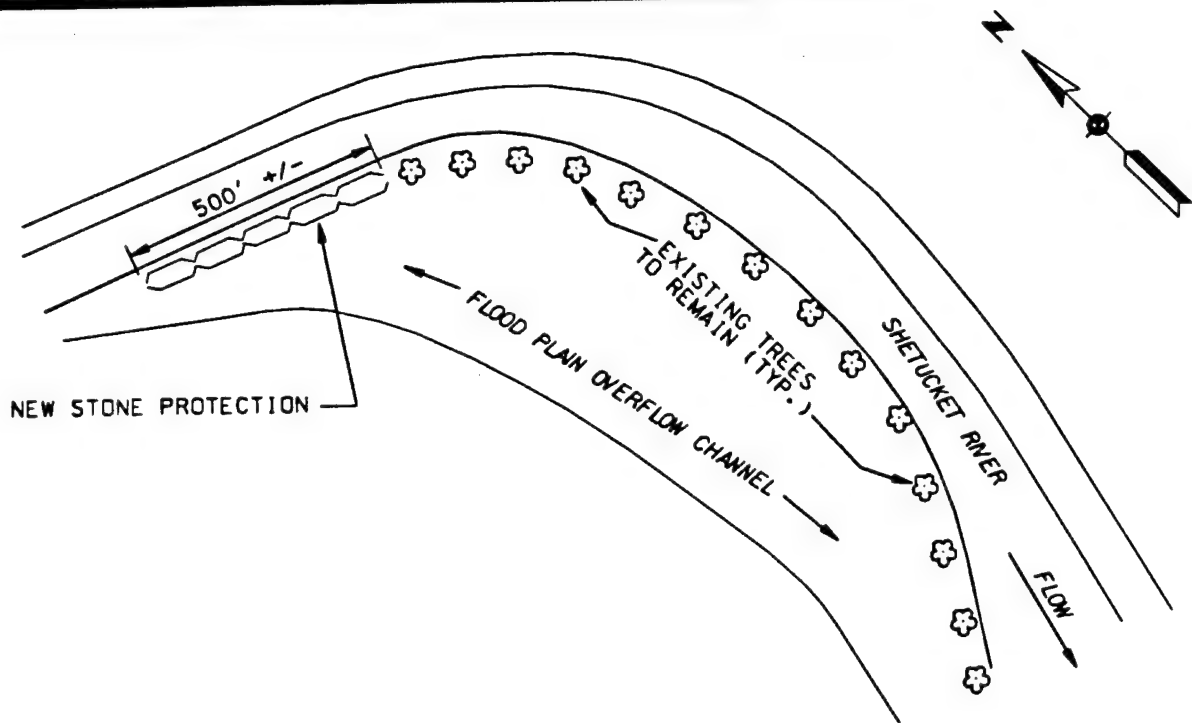 N
500' +/-
EXISTING TREES
TO REMAIN (TYP.)
SHETUCKET RIVER
FLOOD PLAIN OVERFLOW CHANNEL
NEW STONE PROTECTION
FLOW